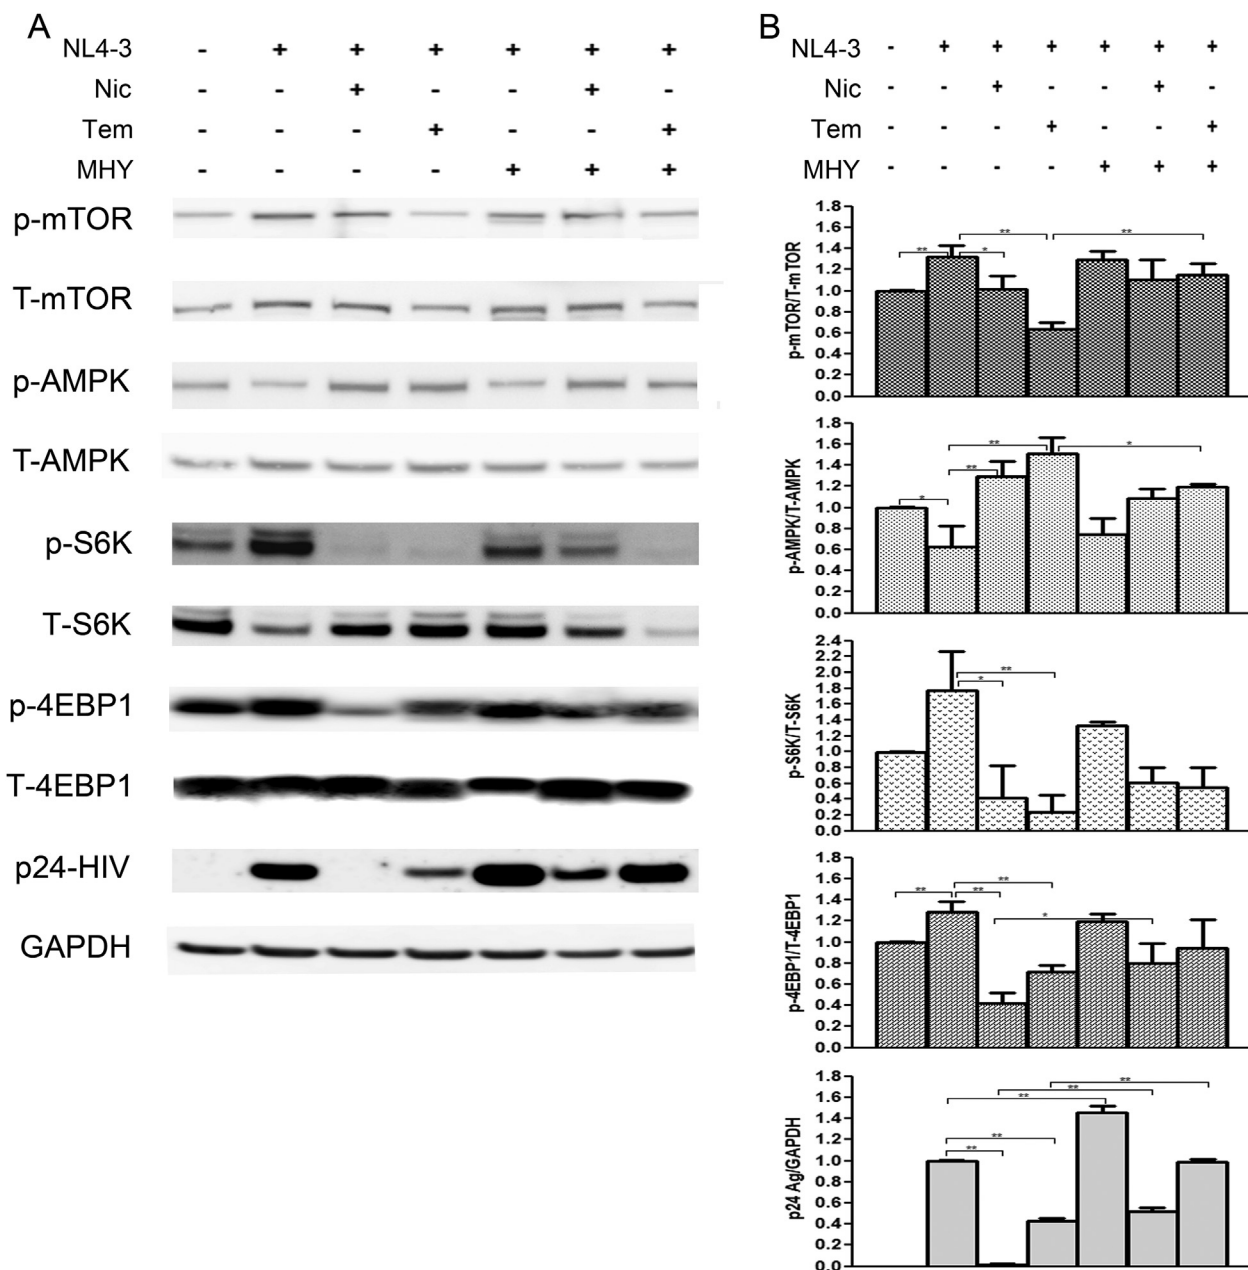 A
NL4-3 - + + + + + +
Nic - - + - - + -
Tem - - - + - - +
MHY - - - - + + +
p-mTOR
T-mTOR
p-AMPK
T-AMPK
p-S6K
T-S6K
p-4EBP1
T-4EBP1
p24-HIV
GAPDH
B
NL4-3 - + + + + + +
Nic - - + - - + -
Tem - - - + - - +
MHY - - - - + + +
p-mTOR/T-mTOR
1.8
1.6
1.4
1.2
1.0
0.8
0.6
0.4
0.2
0.0
** * ** **
p-AMPK/T-AMPK
1.8
1.6
1.4
1.2
1.0
0.8
0.6
0.4
0.2
0.0
* ** ** *
p-S6K/T-S6K
2.4
2.2
2.0
1.8
1.6
1.4
1.2
1.0
0.8
0.6
0.4
0.2
0.0
* **
p-4EBP1/T-4EBP1
1.8
1.6
1.4
1.2
1.0
0.8
0.6
0.4
0.2
0.0
** ** ** *
p24 Ag/GAPDH
1.8
1.6
1.4
1.2
1.0
0.8
0.6
0.4
0.2
0.0
** ** ** ** **